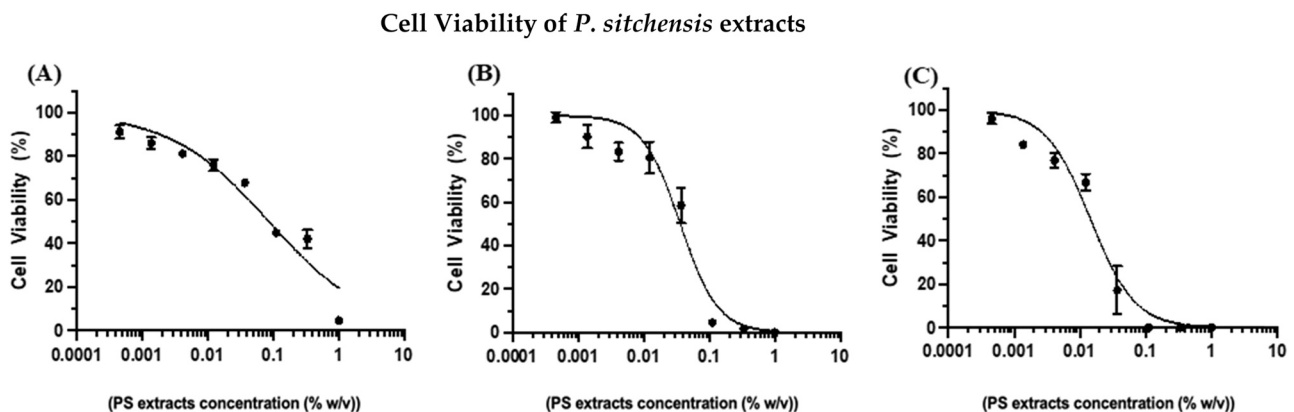 Cell Viability of P. sitchensis extracts
(A)
Cell Viability (%)
100
80
60
40
20
0
0.0001 0.001 0.01 0.1 1 10
(PS extracts concentration (% w/v))
(B)
Cell Viability (%)
100
80
60
40
20
0
0.0001 0.001 0.01 0.1 1 10
(PS extracts concentration (% w/v))
(C)
Cell Viability (%)
100
80
60
40
20
0
0.0001 0.001 0.01 0.1 1 10
(PS extracts concentration (% w/v))